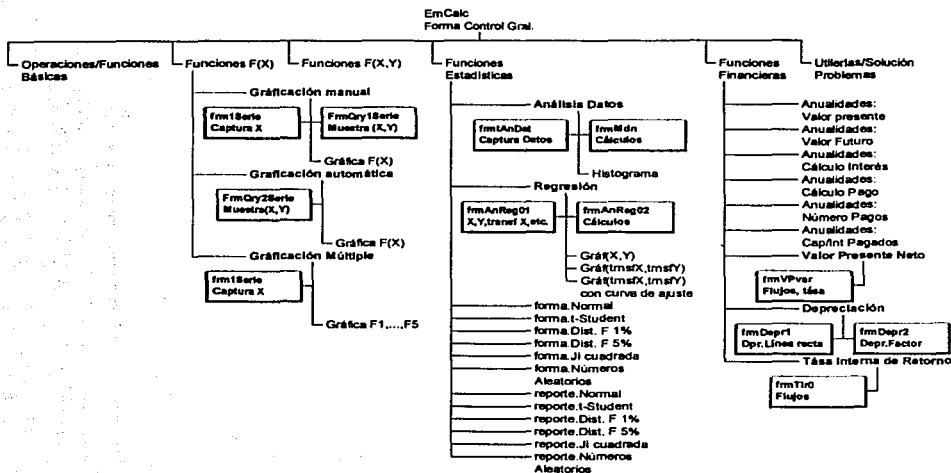 EmCalc
Forma Control Gral.
Operaciones/Funciones
Básicas
Funciones F(X)
Gráficación manual
frm1Serie
Captura X
FrmQry1Serie
Muestra (X,Y)
Gráfica F(X)
Graficación automática
FrmQry2Serie
Muestra(X,Y)
Gráfica F(X)
Graficación Múltiple
frm1Serie
Captura X
Gráfica F1,...,F5
Funciones F(X,Y)
Funciones
Estadísticas
Análisis Datos
frmtAnDat
Captura Datos
frmMdn
Cálculos
Histograma
Regresión
frmAnReg01
X,Y,transf X,etc.
frmAnReg02
Cálculos
Gráf(X,Y)
Gráf(trnsfX,trnsfY)
Gráf(trnsfX,trnsfY)
con curva de ajuste
forma.Normal
forma.t-Student
forma.Dist. F 1%
forma.Dist. F 5%
forma.Ji cuadrada
forma.Números
Aleatorios
reporte.Normal
reporte.t-Student
reporte.Dist. F 1%
reporte.Dist. F 5%
reporte.Ji cuadrada
reporte.Números
Aleatorios
Funciones
Financieras
Anualidades:
Valor presente
Anualidades:
Valor Futuro
Anualidades:
Cálculo Interés
Anualidades:
Cálculo Pago
Anualidades:
Número Pagos
Anualidades:
Cap/Int Pagados
Valor Presente Neto
frmVPvar
Flujos, tása
Depreciación
frmDepr1
Dpr.Línea recta
frmDepr2
Depr.Factor
Tása Interna de Retorno
frmTir0
Flujos
Utilerías/Solución
Problemas